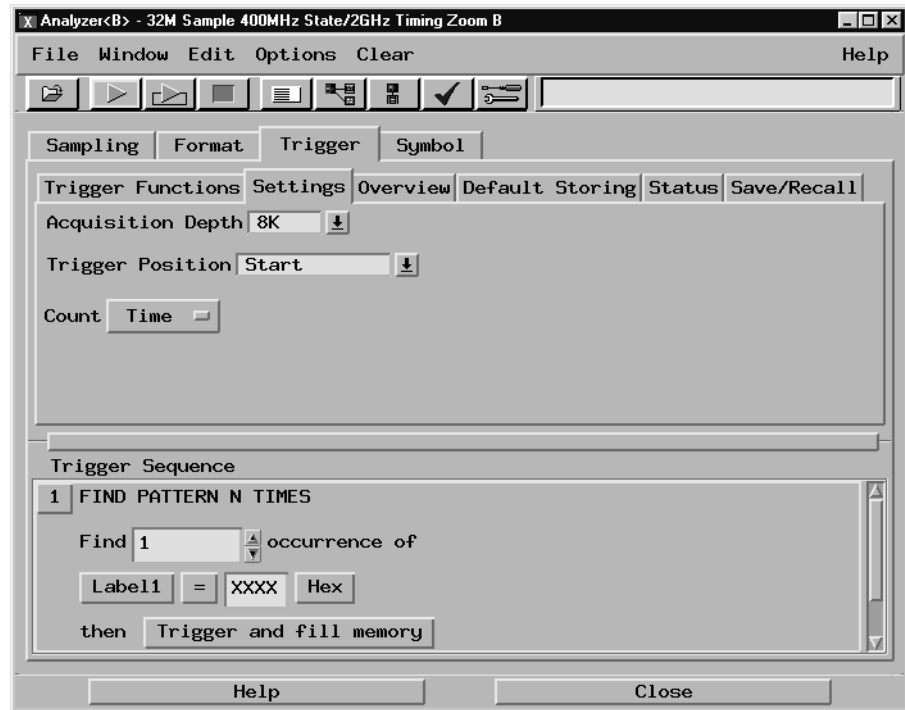 X Analyzer<B> - 32M Sample 400MHz State/2GHz Timing Zoom B
File Window Edit Options Clear Help
Sampling Format Trigger Symbol
Trigger Functions Settings Overview Default Storing Status Save/Recall
Acquisition Depth 8K
Trigger Position Start
Count Time
Trigger Sequence
1 FIND PATTERN N TIMES
Find 1 occurrence of
Label1 = XXXX Hex
then Trigger and fill memory
Help Close